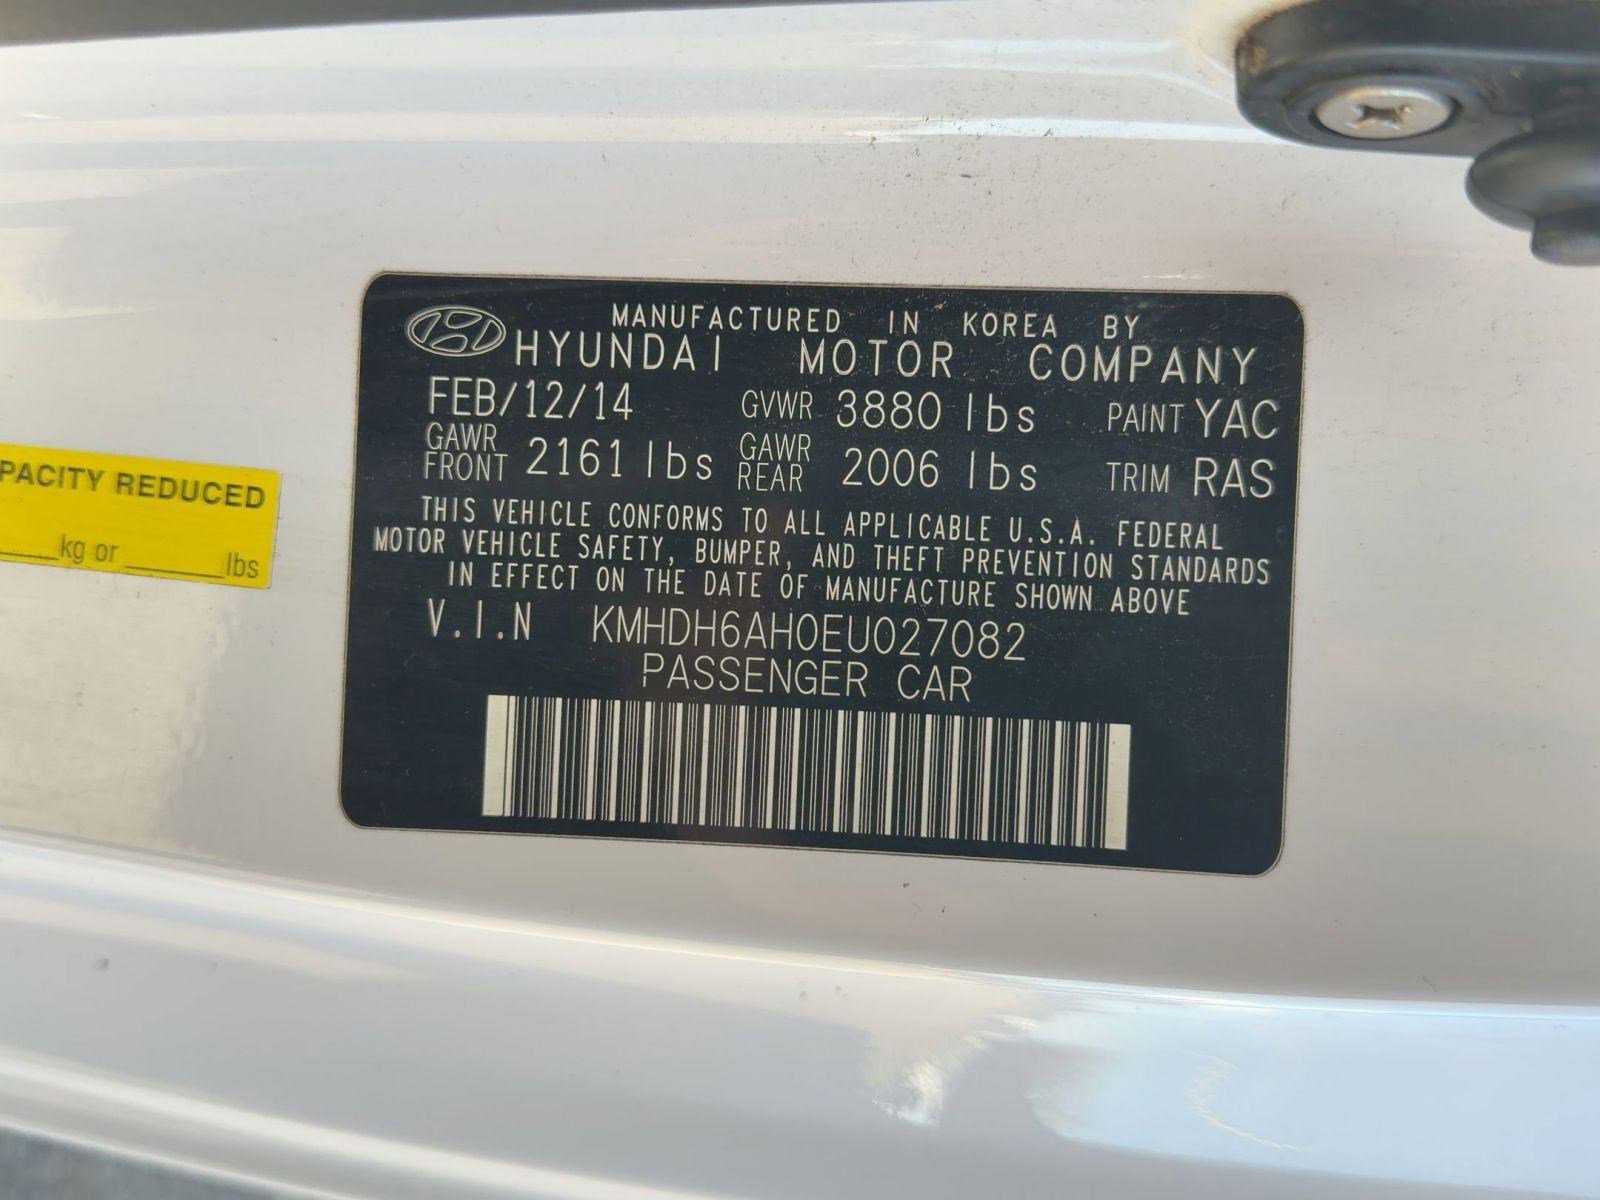 MANUFACTURED IN KOREA BY
HYUNDAI MOTOR COMPANY
FEB/12/14 GVWR 3880 lbs PAINT YAC
GAWR FRONT 2161 lbs GAWR REAR 2006 lbs TRIM RAS
THIS VEHICLE CONFORMS TO ALL APPLICABLE U.S.A. FEDERAL
MOTOR VEHICLE SAFETY, BUMPER, AND THEFT PREVENTION STANDARDS
IN EFFECT ON THE DATE OF MANUFACTURE SHOWN ABOVE
V.I.N KMHDH6AH0EU027082
PASSENGER CAR
PACITY REDUCED
kg or lbs